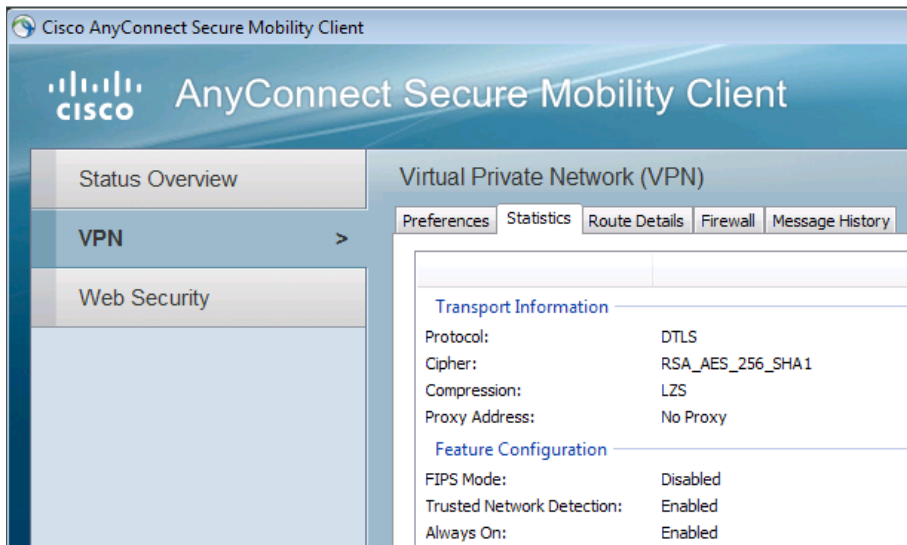 Cisco AnyConnect Secure Mobility Client
CISCO AnyConnect Secure Mobility Client
Status Overview
VPN >
Web Security
Virtual Private Network (VPN)
Preferences Statistics Route Details Firewall Message History
Transport Information
Protocol: DTLS
Cipher: RSA_AES_256_SHA1
Compression: LZS
Proxy Address: No Proxy
Feature Configuration
FIPS Mode: Disabled
Trusted Network Detection: Enabled
Always On: Enabled